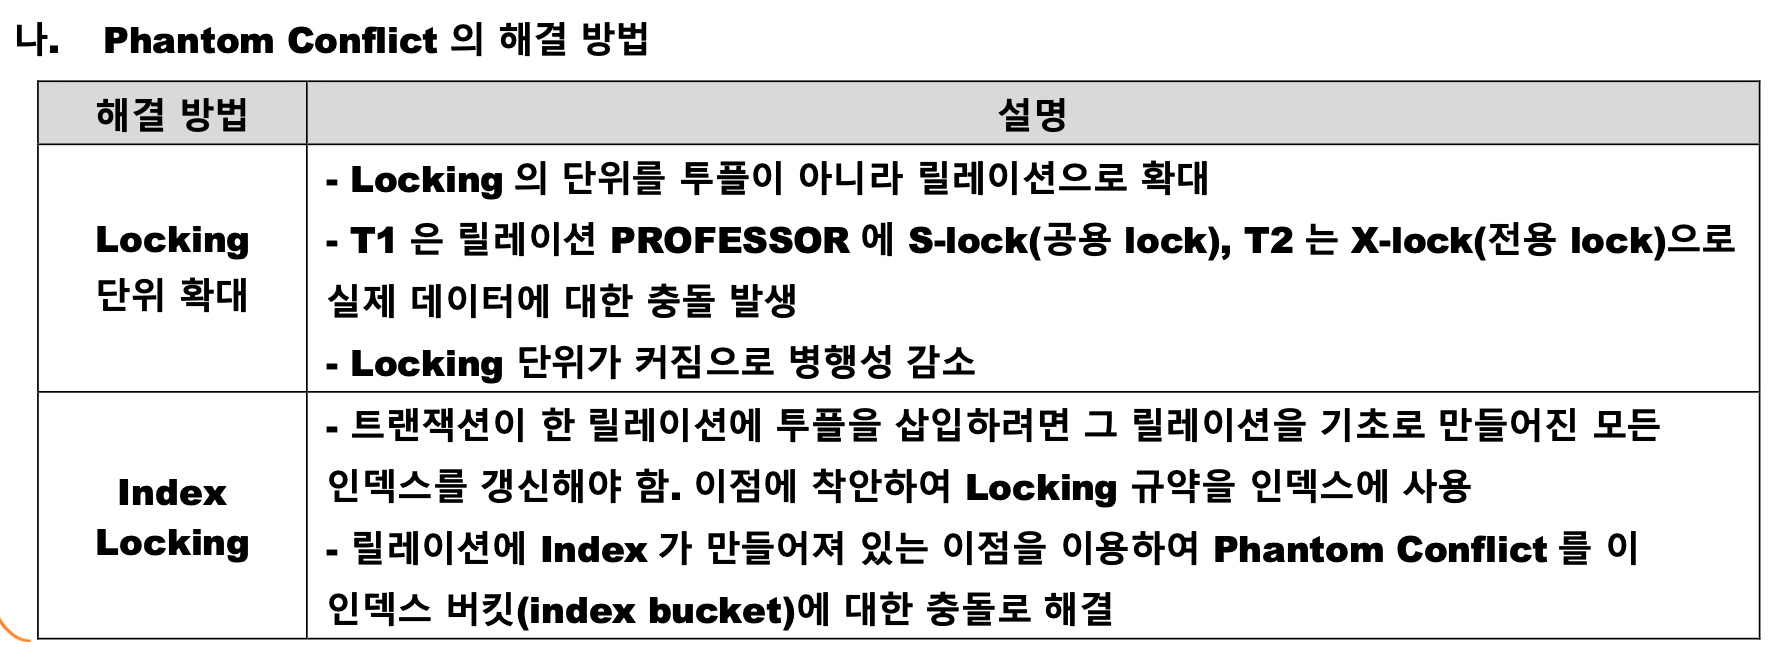 나. Phantom Conflict 의 해결 방법
해결 방법
설명
Locking
단위 확대
- Locking 의 단위를 투플이 아니라 릴레이션으로 확대
- T1 은 릴레이션 PROFESSOR 에 S-lock(공용 lock), T2 는 X-lock(전용 lock)으로
실제 데이터에 대한 충돌 발생
- Locking 단위가 커짐으로 병행성 감소
Index
Locking
- 트랜잭션이 한 릴레이션에 투플을 삽입하려면 그 릴레이션을 기초로 만들어진 모든
인덱스를 갱신해야 함. 이점에 착안하여 Locking 규약을 인덱스에 사용
- 릴레이션에 Index 가 만들어져 있는 이점을 이용하여 Phantom Conflict 를 이
인덱스 버킷(index bucket)에 대한 충돌로 해결